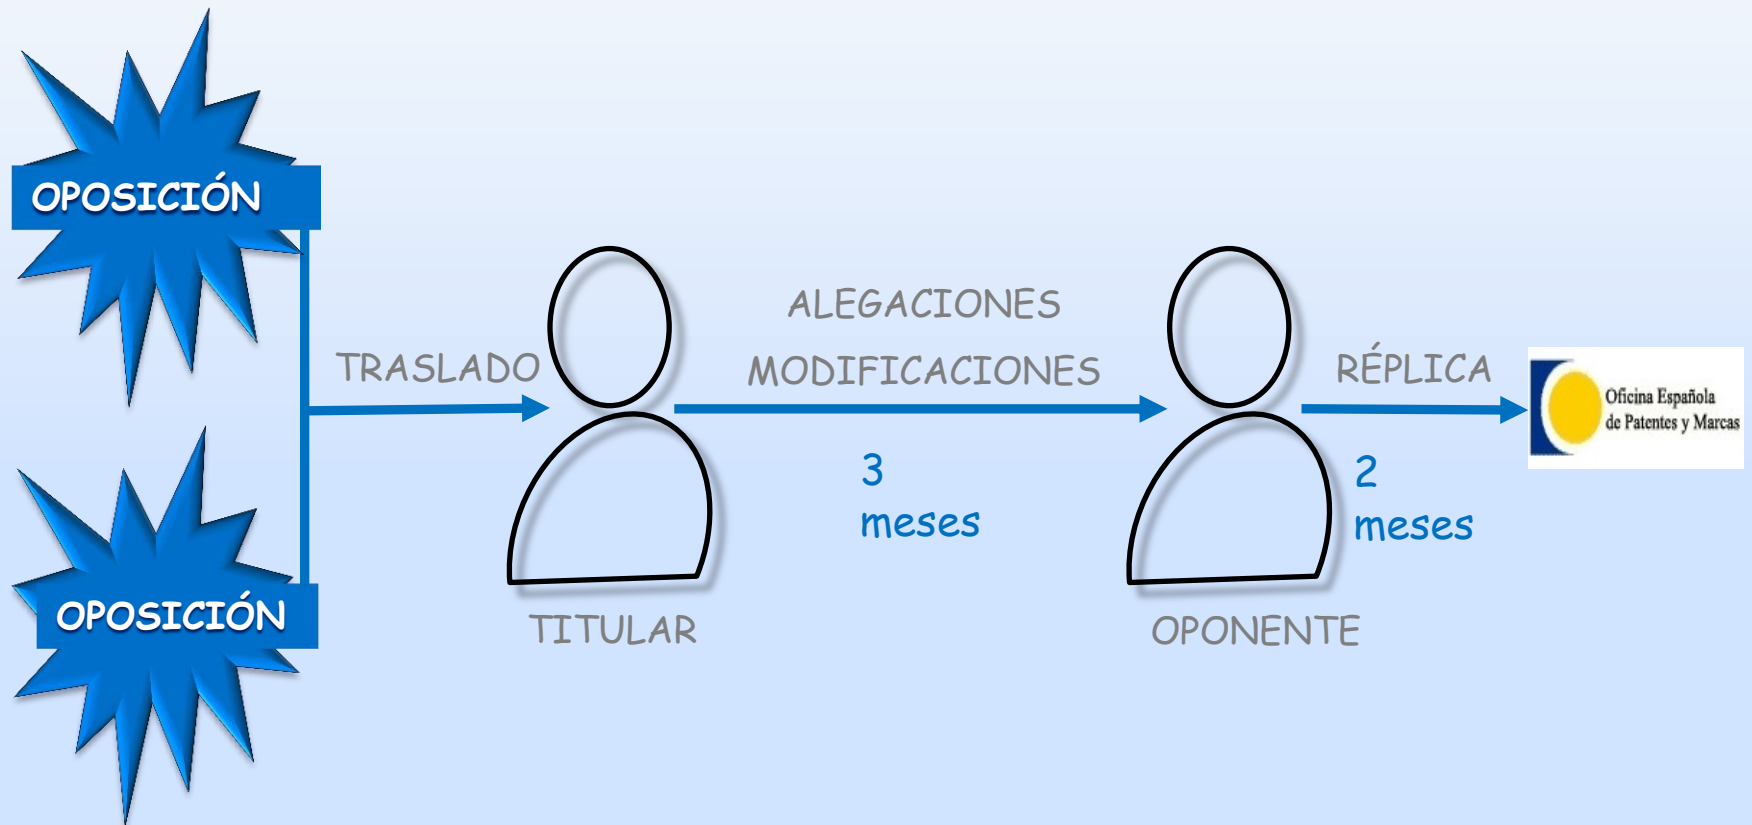 OPOSICIÓN
OPOSICIÓN
TRASLADO
TITULAR
ALEGACIONES
MODIFICACIONES
3
meses
OPONENTE
RÉPLICA
2
meses
Oficina Española
de Patentes y Marcas